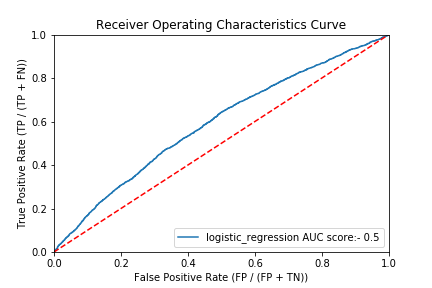 Receiver Operating Characteristics Curve
1.0
0.8
0.6
0.4
0.2
0.0
True Positive Rate (TP / (TP + FN))
logistic_regression AUC score:- 0.5
0.0 0.2 0.4 0.6 0.8 1.0
False Positive Rate (FP / (FP + TN))